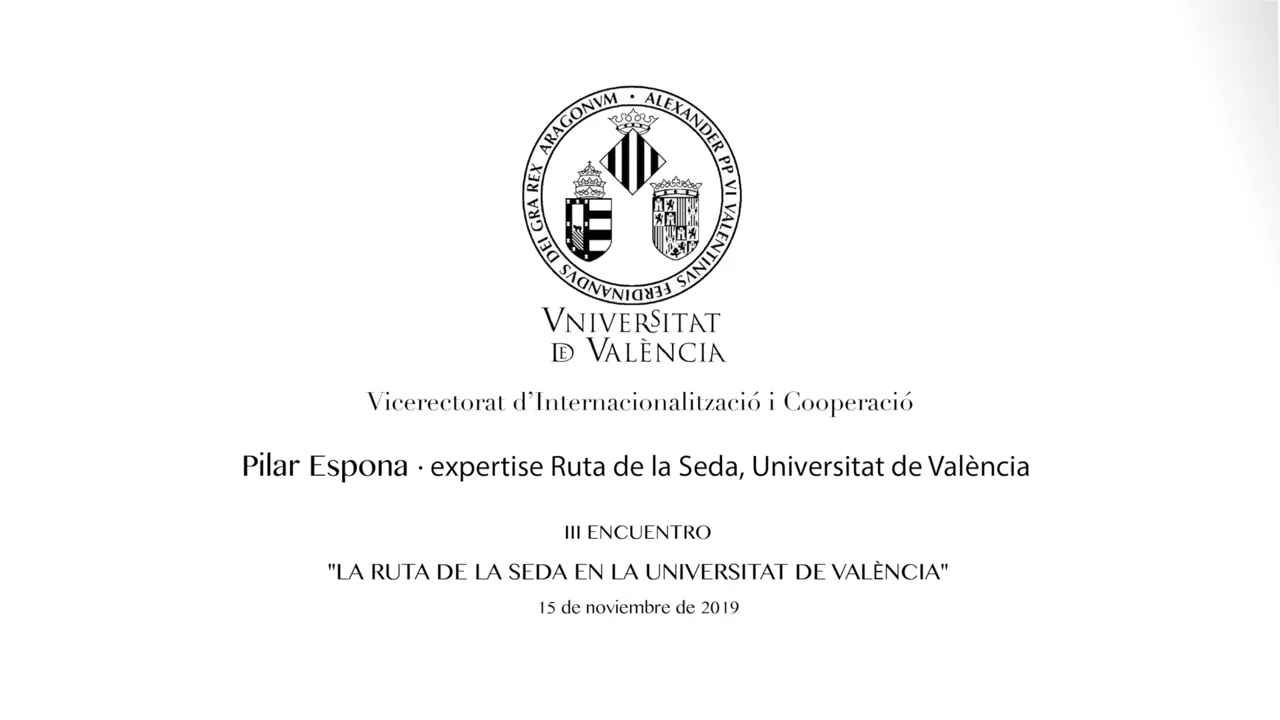 ALEXANDER PP VI VALENTINVS FERDINANDVS DEI GRA REX ARAGONVM ·
VNIVERSITAT
DE VALÈNCIA
Vicerectorat d'Internacionalització i Cooperació
Pilar Espona · expertise Ruta de la Seda, Universitat de València
III ENCUENTRO
"LA RUTA DE LA SEDA EN LA UNIVERSITAT DE VALÈNCIA"
15 de noviembre de 2019